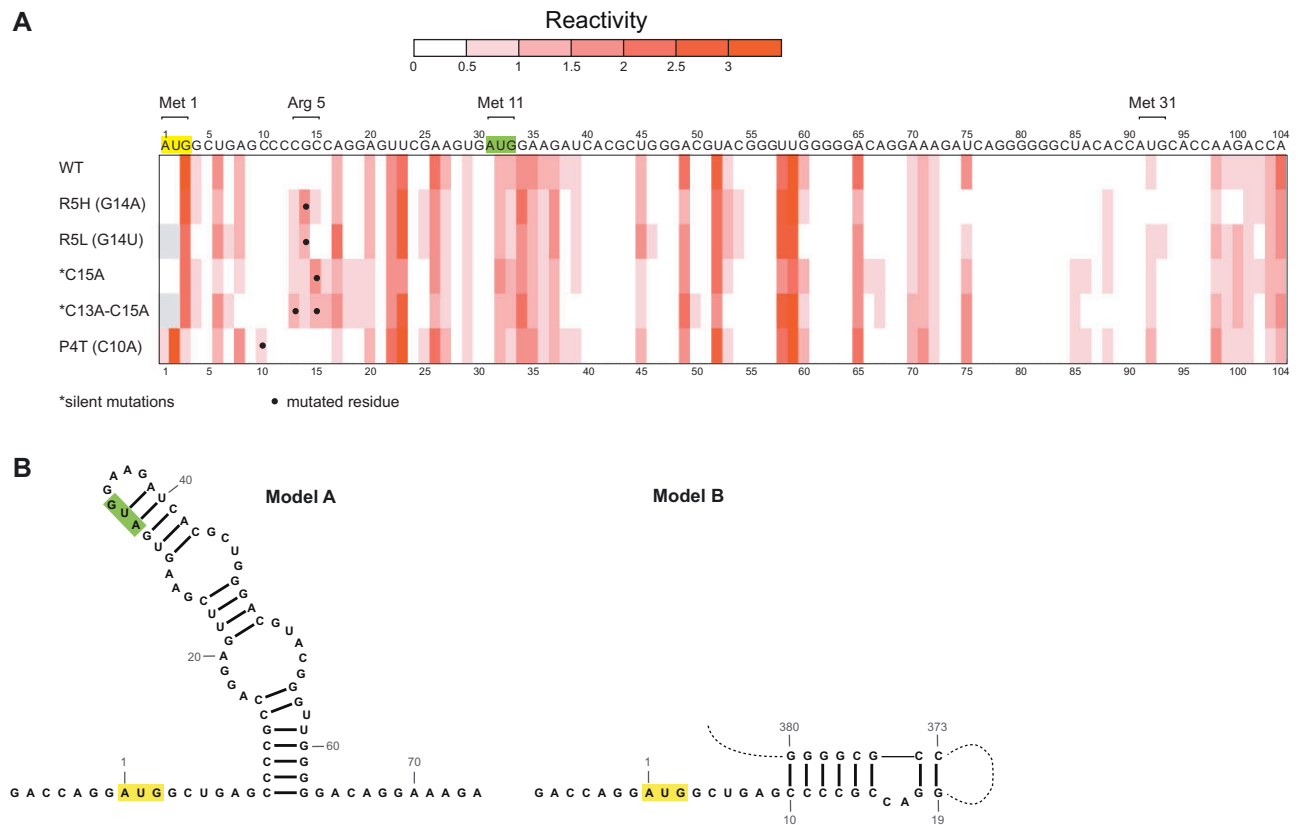 A
Reactivity
0 0.5 1 1.5 2 2.5 3
Met 1 Arg 5 Met 11 Met 31
1 5 10 15 20 25 30 35 40 45 50 55 60 65 70 75 80 85 90 95 100 104
AUGGCUGAGCCCCGCCAGGAGUUCGAAGUGAUGGAAGAUCACGCUGGGACGUACGGGUUGGGGGACAGGAAAGAUCAGGGGGGCUACACCAUGCACCAAGACCA
WT
R5H (G14A)
R5L (G14U)
*C15A
*C13A-C15A
P4T (C10A)
1 5 10 15 20 25 30 35 40 45 50 55 60 65 70 75 80 85 90 95 100 104
*silent mutations
mutated residue
B
Model A
40
20
60
1
70
C C C G C C A G G A G U U C G A A G U G A U G G A A G A U C A C G C U G G G A C G U A C G G G U U G G G
G A C C A G G A U G G C U G A G C G G A C A G G A A A G A
Model B
380 373
G G G G C G C C
1
G A C C A G G A U G G C U G A G C C C C G C C A G G
10 19